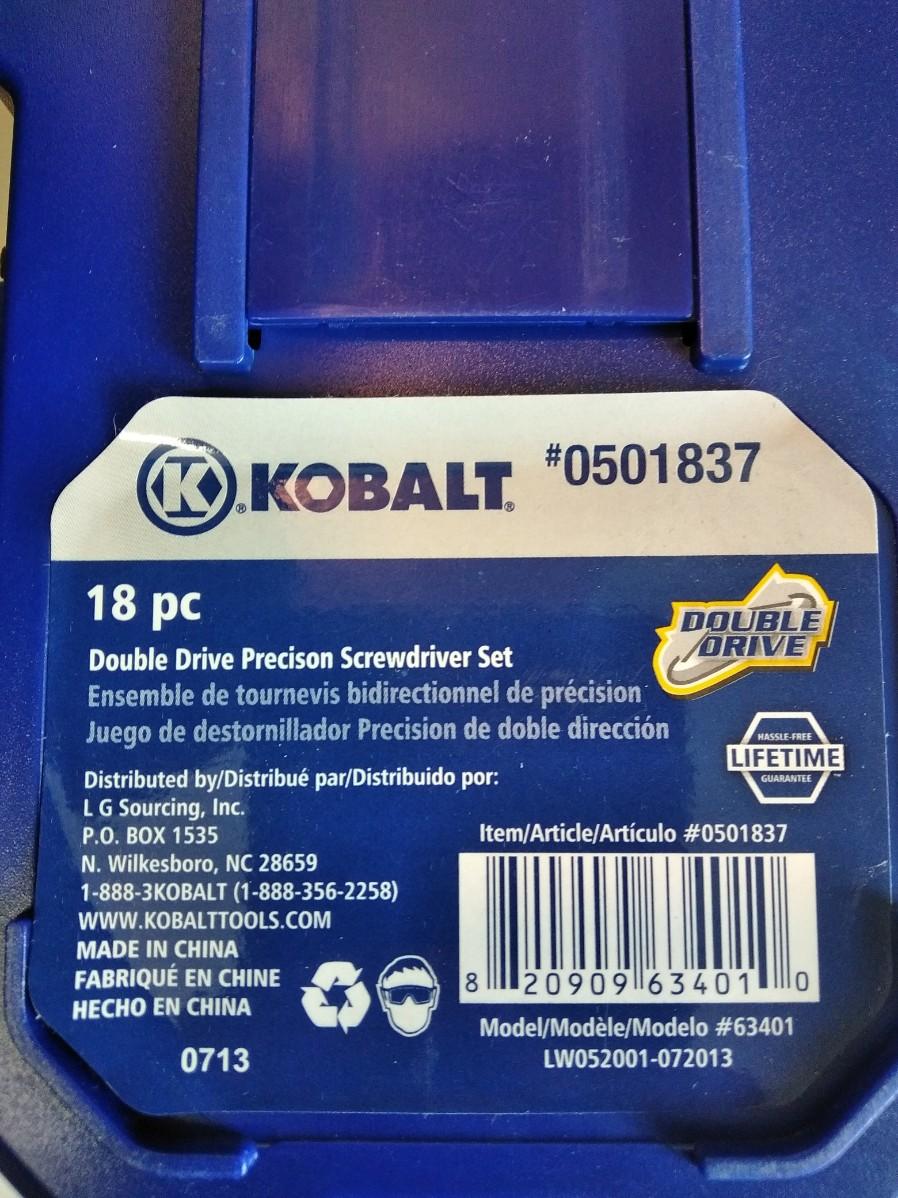 K® KOBALT® #0501837
18 pc
DOUBLE
DRIVE
Double Drive Precison Screwdriver Set
Ensemble de tournevis bidirectionnel de précision
Juego de destornillador Precision de doble dirección
HASSLE-FREE
LIFETIME
GUARANTEE
Distributed by/Distribué par/Distribuido por:
L G Sourcing, Inc.
P.O. BOX 1535
N. Wilkesboro, NC 28659
1-888-3KOBALT (1-888-356-2258)
WWW.KOBALTTOOLS.COM
MADE IN CHINA
FABRIQUÉ EN CHINE
HECHO EN CHINA
0713
Item/Article/Artículo #0501837
8 20909 63401 0
Model/Modèle/Modelo #63401
LW052001-072013